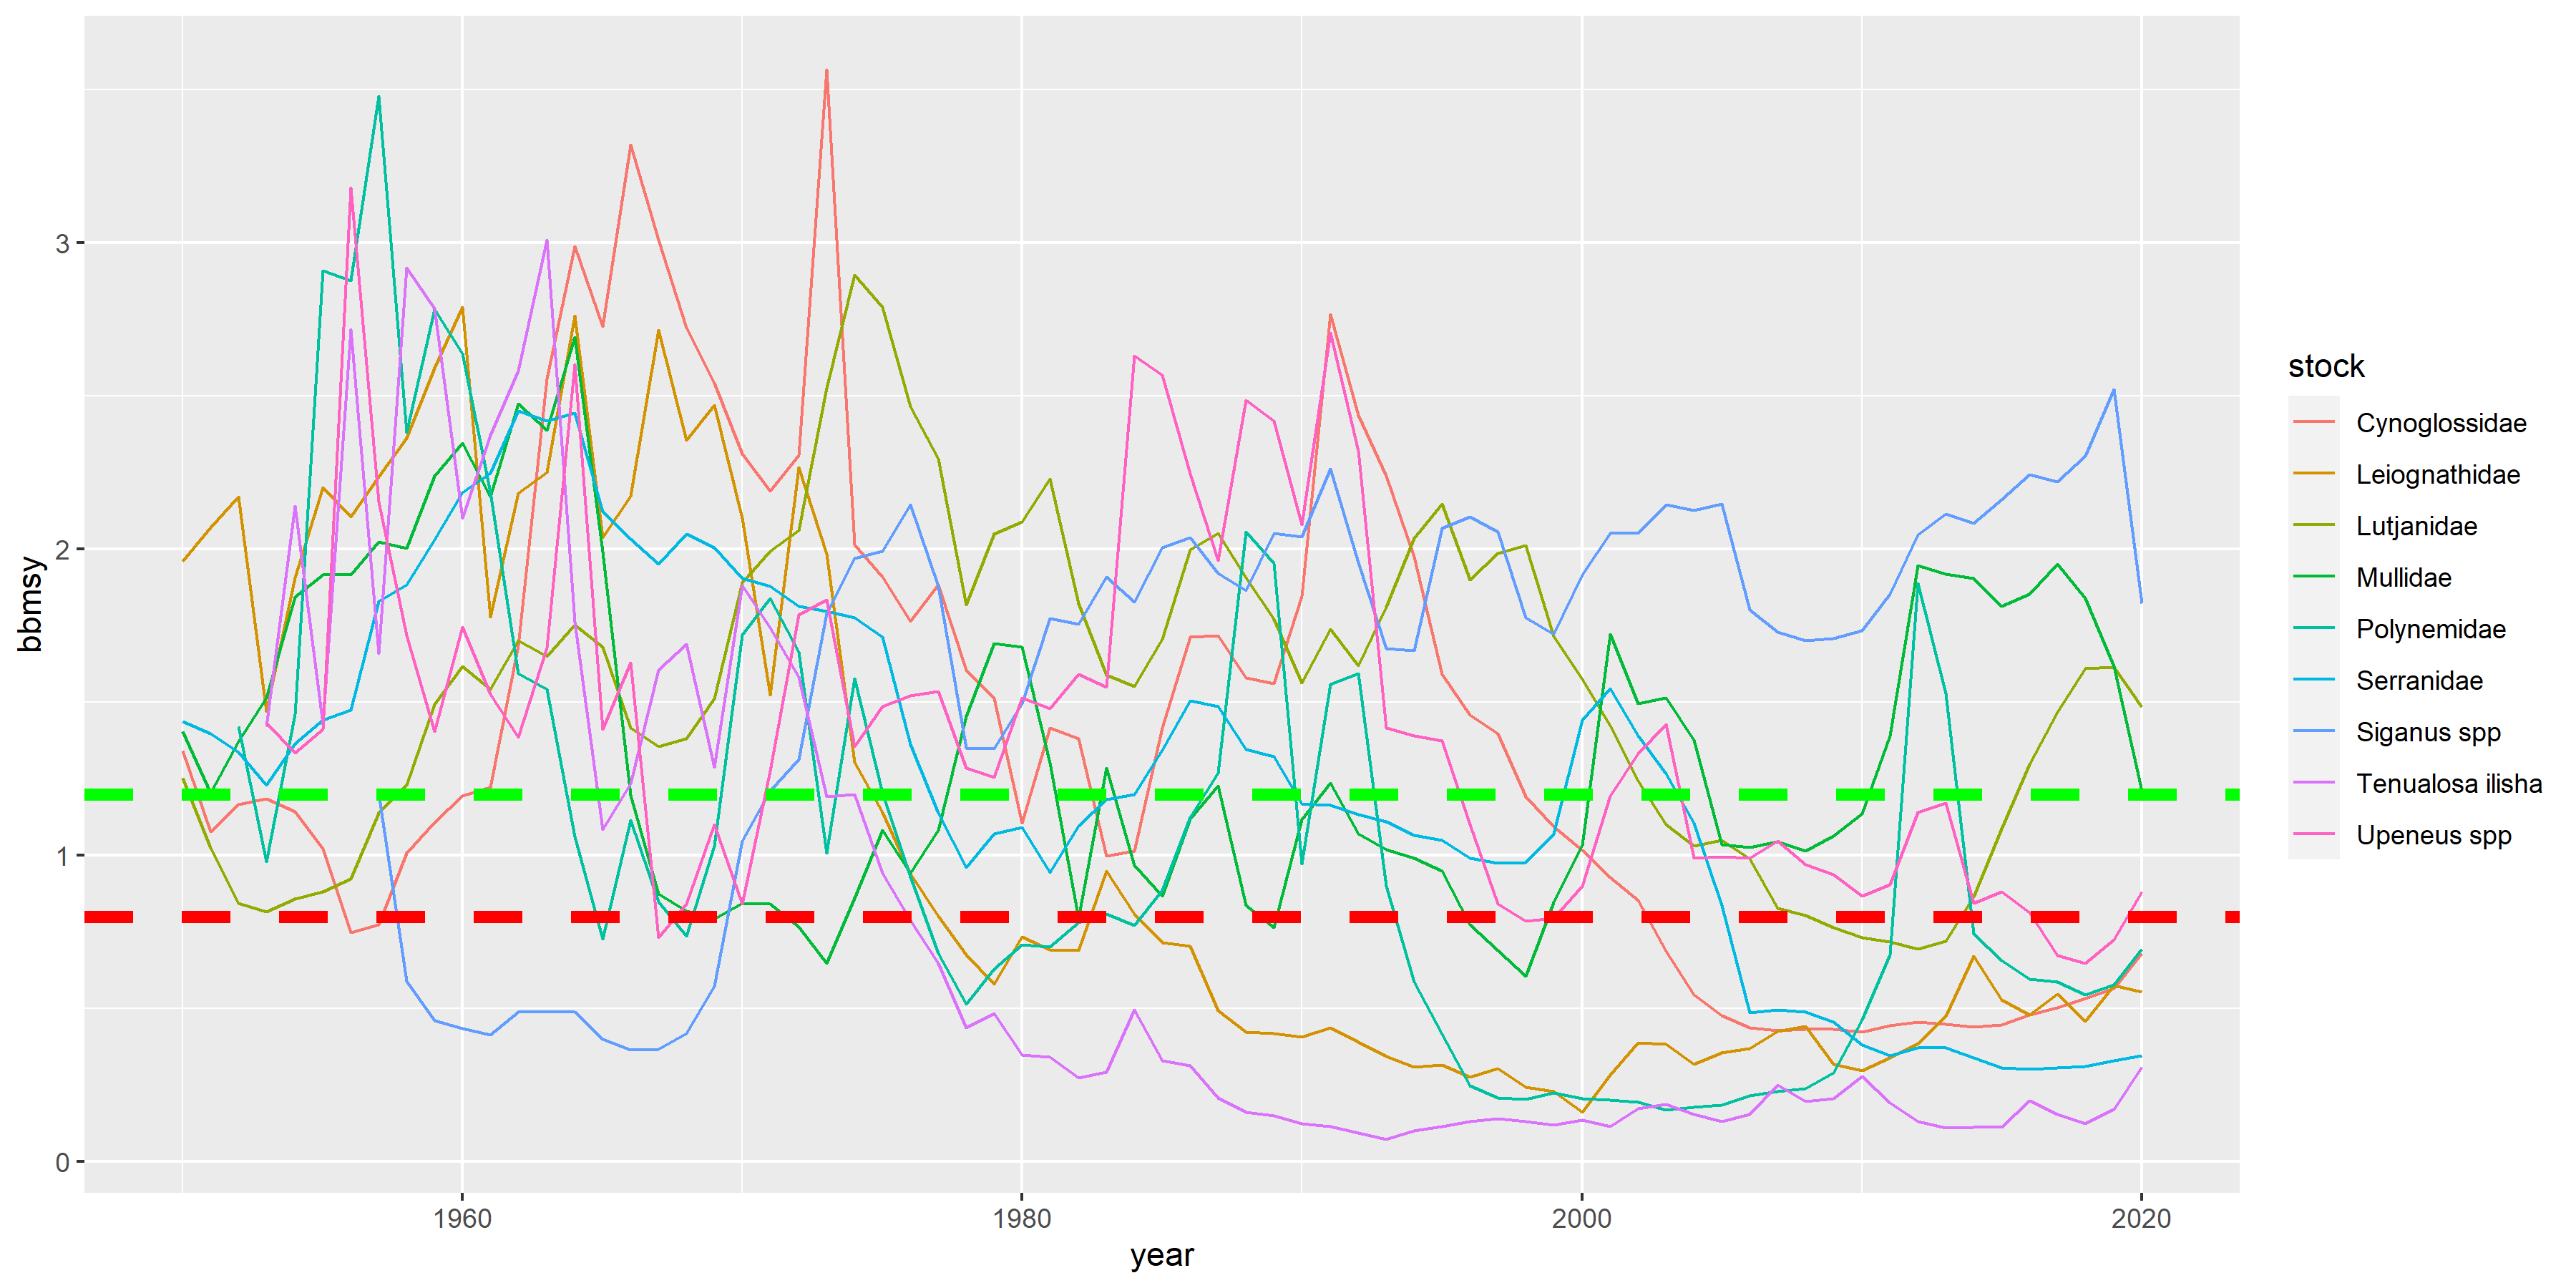 bbmsy
3
2
1
0
1960
1980
2000
2020
year
stock
Cynoglossidae
Leiognathidae
Lutjanidae
Mullidae
Polynemidae
Serranidae
Siganus spp
Tenualosa ilisha
Upeneus spp